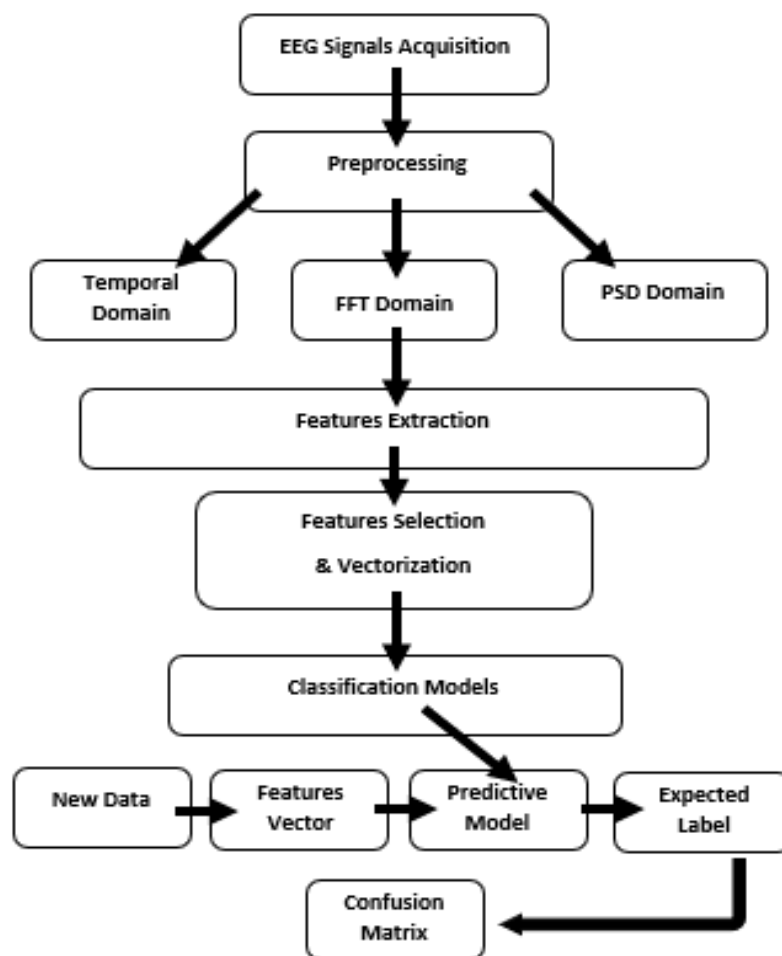 EEG Signals Acquisition
Preprocessing
Temporal
Domain
FFT Domain
PSD Domain
Features Extraction
Features Selection
& Vectorization
Classification Models
New Data
Features
Vector
Predictive
Model
Expected
Label
Confusion
Matrix